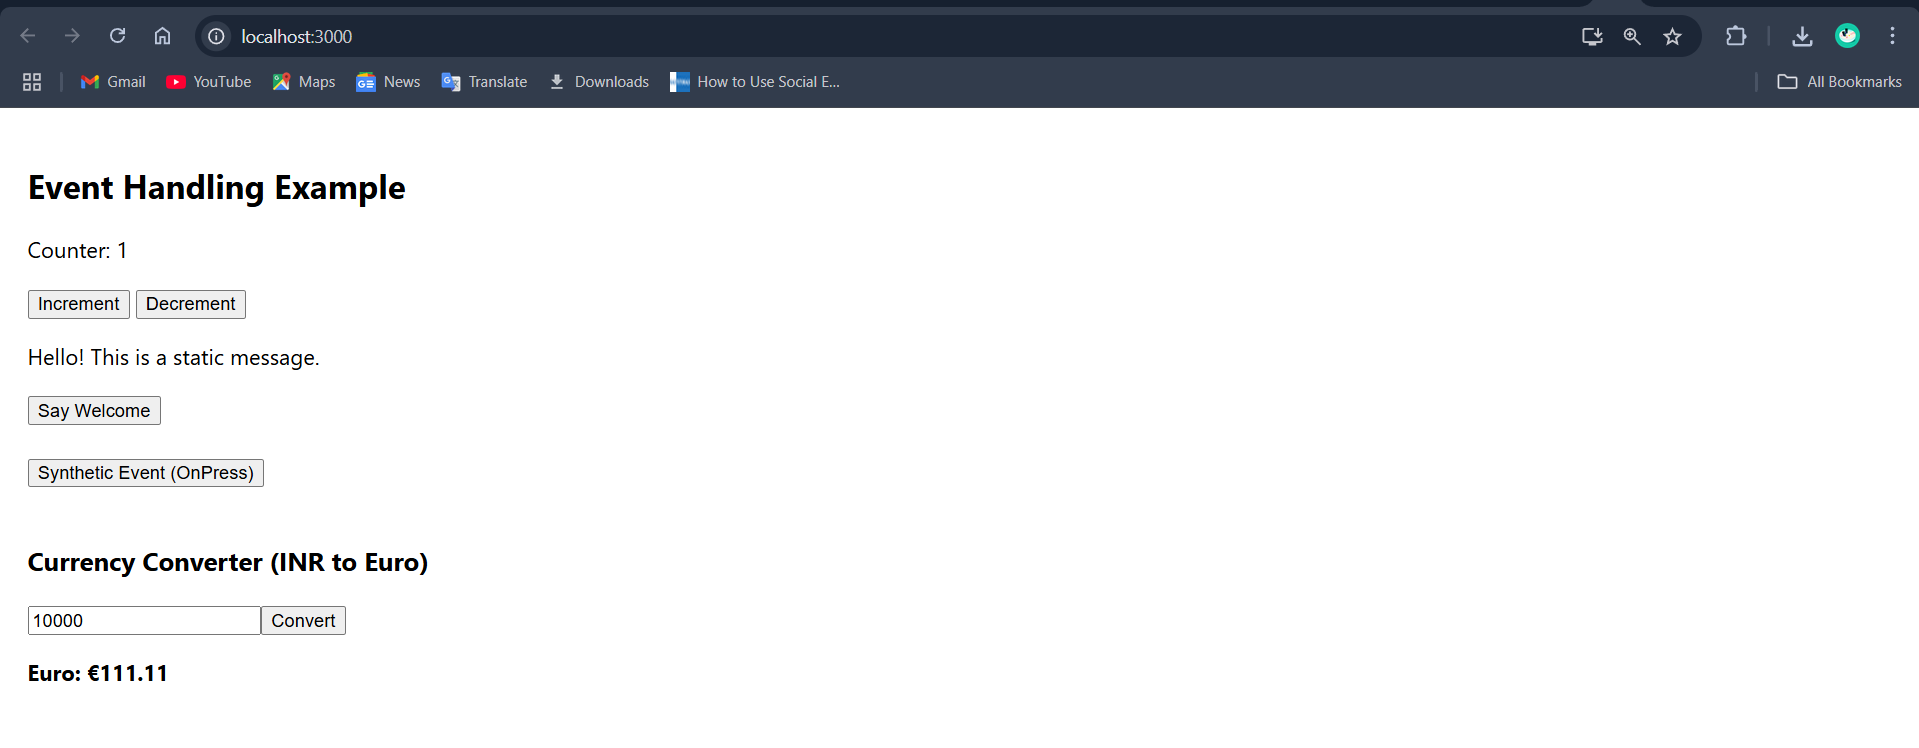 localhost:3000
Gmail YouTube Maps News Translate Downloads How to Use Social E... All Bookmarks
Event Handling Example
Counter: 1
Increment Decrement
Hello! This is a static message.
Say Welcome
Synthetic Event (OnPress)
Currency Converter (INR to Euro)
10000 Convert
Euro: €111.11